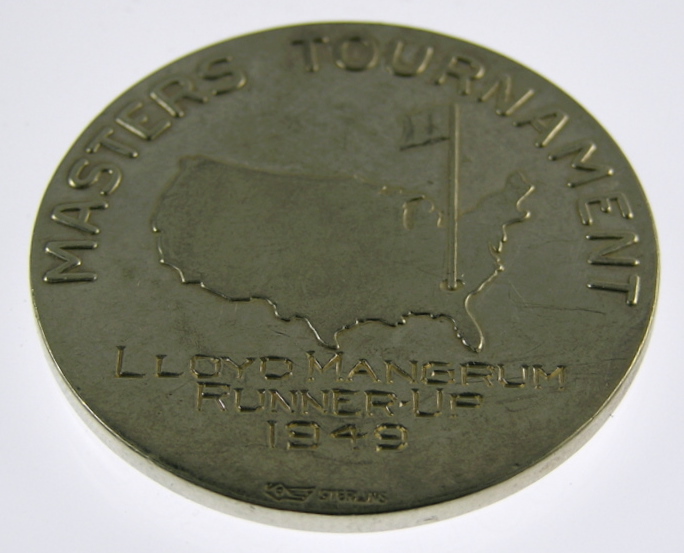 MASTERS TOURNAMENT
LLOYD MANGRUM
RUNNER-UP
1949
STERLING